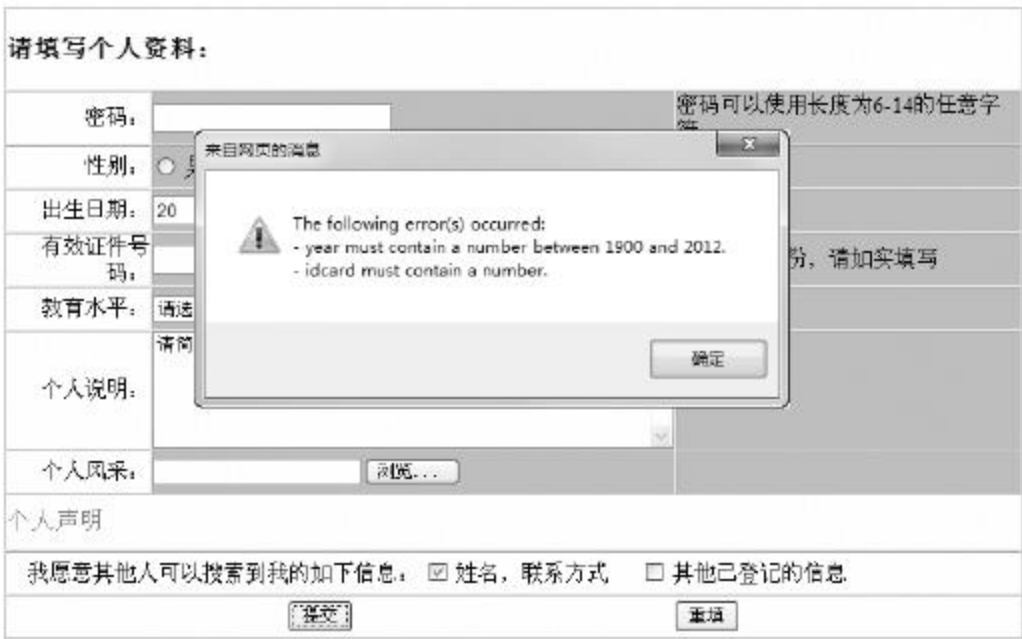 请填写个人资料：
密码：
密码可以使用长度为6-14的任意字
来自网页的消息
x
性别：
出生日期：
20
The following error(s) occurred:
- year must contain a number between 1900 and 2012.
- idcard must contain a number.
有效证件号
码：
份，请如实填写
教育水平：
请选
请简
确定
个人说明：
个人风采：
浏览...
个人声明
我愿意其他人可以搜索到我的如下信息：
姓名，联系方式
其他已登记的信息
提交
重填